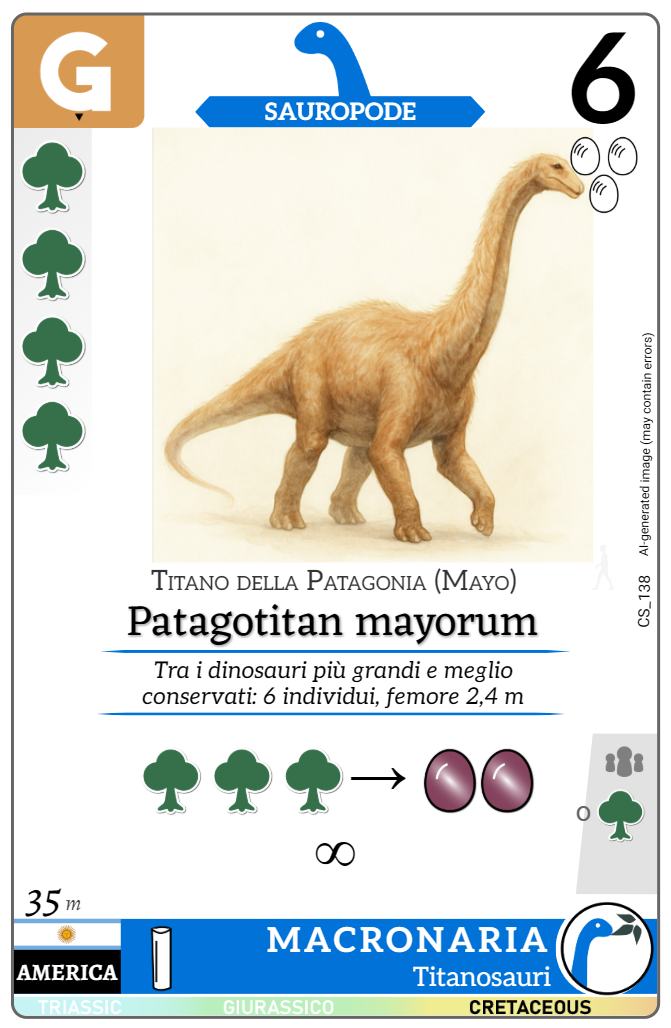 G
SAUROPODE
6
AI-generated image (may contain errors)
CS_138
Titano della Patagonia (Mayo)
Patagotitan mayorum
Tra i dinosauri più grandi e meglio
conservati: 6 individui, femore 2,4 m
→
∞
o
35 m
AMERICA
MACRONARIA
Titanosauri
TRIASSIC
GIURASSICO
CRETACEOUS